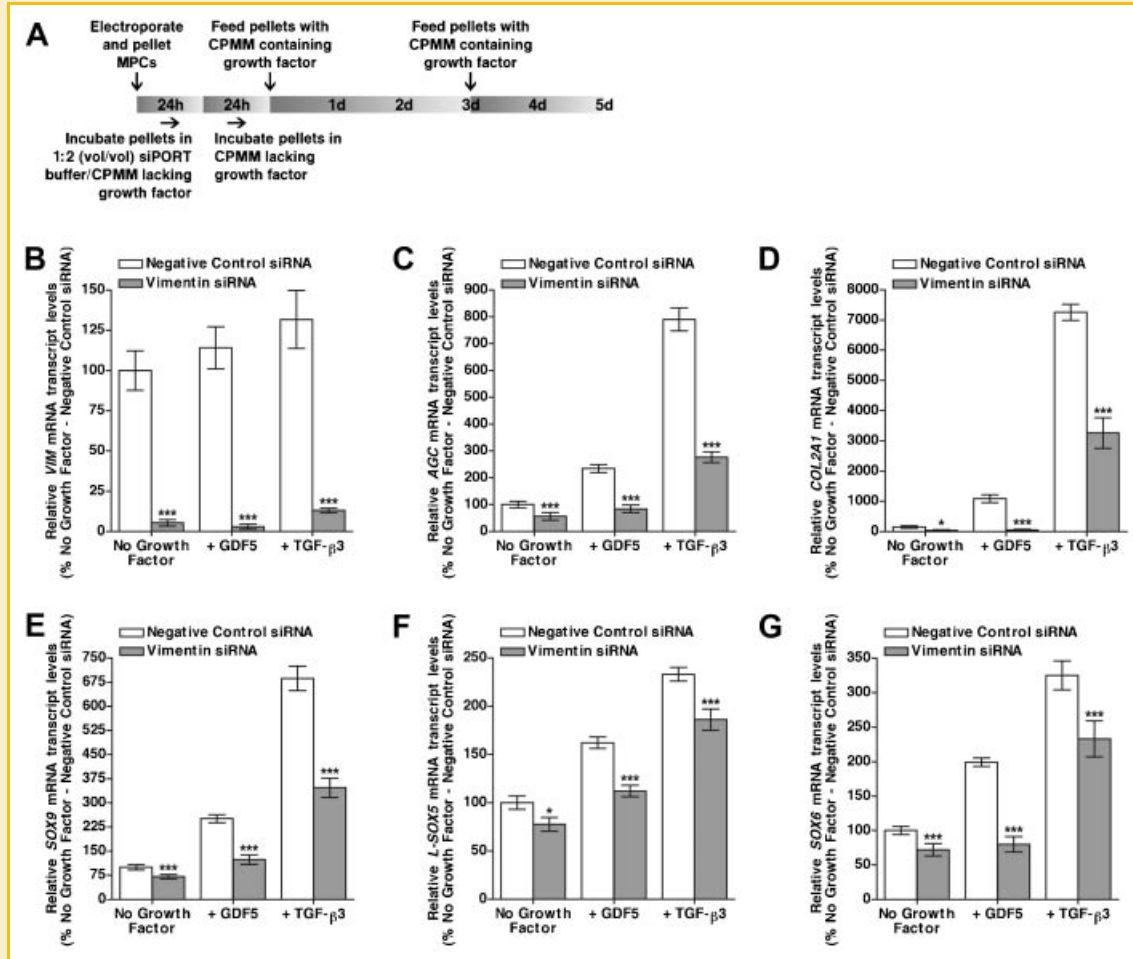 A
Electroporate
and pellet
MPCs
Feed pellets with
CPMM containing
growth factor
Feed pellets with
CPMM containing
growth factor
24h
24h
1d
2d
3d
4d
5d
Incubate pellets in
1:2 (vol/vol) siPORT
buffer/CPMM lacking
growth factor
Incubate pellets in
CPMM lacking
growth factor
B
Negative Control siRNA
Vimentin siRNA
Relative VIM mRNA transcript levels
(% No Growth Factor - Negative Control siRNA)
150
125
100
75
50
25
0
***
***
***
No Growth
Factor
+ GDF5
+ TGF-β3
C
Negative Control siRNA
Vimentin siRNA
Relative AGC mRNA transcript levels
(% No Growth Factor - Negative Control siRNA)
900
800
700
600
500
400
300
200
100
0
***
***
***
No Growth
Factor
+ GDF5
+ TGF-β3
D
Negative Control siRNA
Vimentin siRNA
Relative COL2A1 mRNA transcript levels
(% No Growth Factor - Negative Control siRNA)
8000
7000
6000
5000
4000
3000
2000
1000
0
*
***
***
No Growth
Factor
+ GDF5
+ TGF-β3
E
Negative Control siRNA
Vimentin siRNA
Relative SOX9 mRNA transcript levels
(% No Growth Factor - Negative Control siRNA)
750
675
600
525
450
375
300
225
150
75
0
***
***
***
No Growth
Factor
+ GDF5
+ TGF-β3
F
Negative Control siRNA
Vimentin siRNA
Relative L-SOX5 mRNA transcript levels
(% No Growth Factor - Negative Control siRNA)
250
200
150
100
50
0
*
***
***
No Growth
Factor
+ GDF5
+ TGF-β3
G
Negative Control siRNA
Vimentin siRNA
Relative SOX6 mRNA transcript levels
(% No Growth Factor - Negative Control siRNA)
350
300
250
200
150
100
50
0
***
***
***
No Growth
Factor
+ GDF5
+ TGF-β3